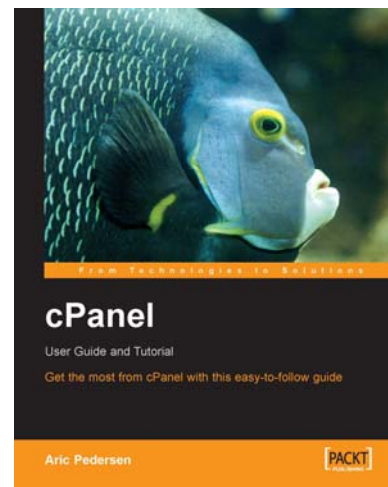 From Technologies to Solutions
cPanel
User Guide and Tutorial
Get the most from cPanel with this easy-to-follow guide
Aric Pedersen
[PACKT]
PUBLISHING